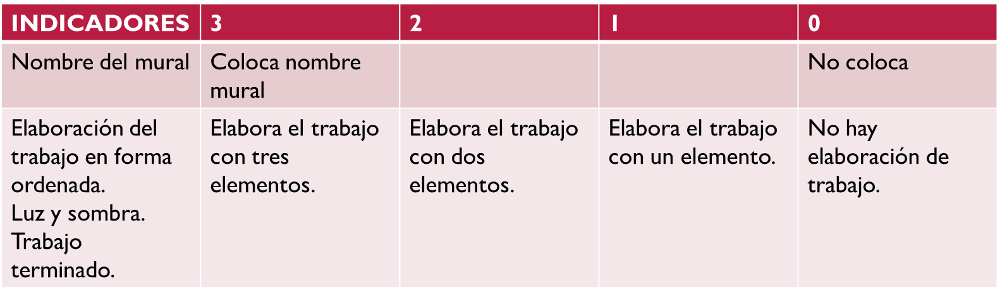 INDICADORES 3 2 1 0
Nombre del mural
Coloca nombre
mural
No coloca
Elaboración del
trabajo en forma
ordenada.
Luz y sombra.
Trabajo
terminado.
Elabora el trabajo
con tres
elementos.
Elabora el trabajo
con dos
elementos.
Elabora el trabajo
con un elemento.
No hay
elaboración de
trabajo.